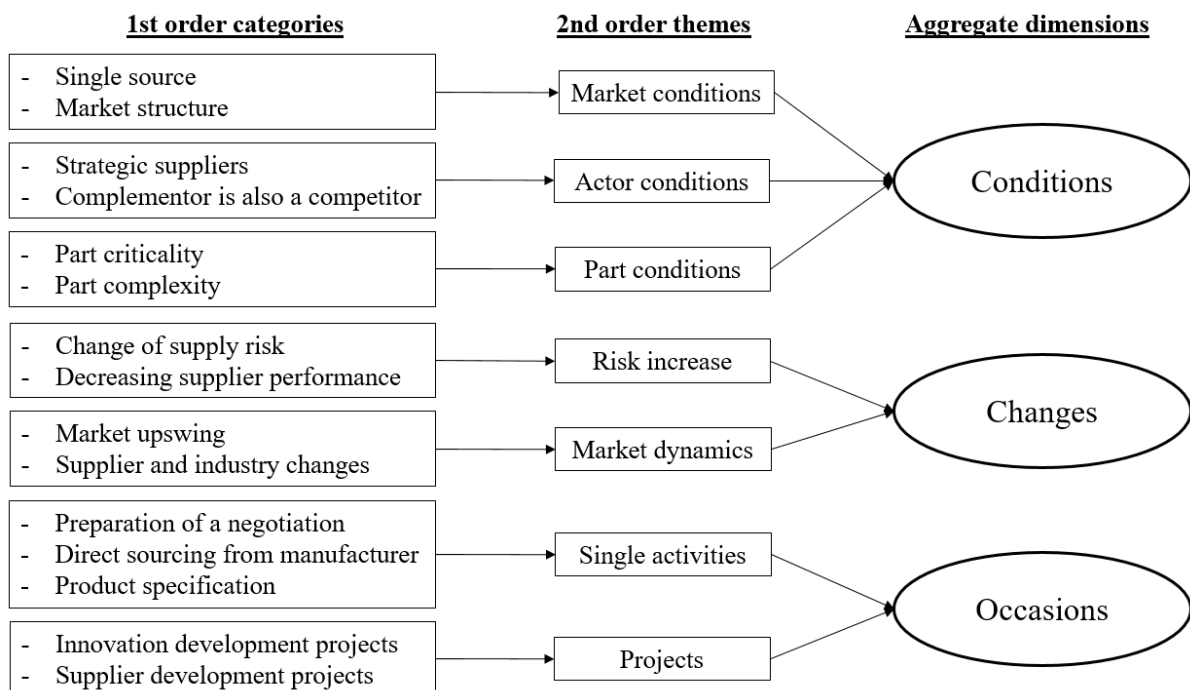 1st order categories
2nd order themes
Aggregate dimensions
- Single source
- Market structure
Market conditions
- Strategic suppliers
- Complementor is also a competitor
Actor conditions
- Part criticality
- Part complexity
Part conditions
Conditions
- Change of supply risk
- Decreasing supplier performance
Risk increase
- Market upswing
- Supplier and industry changes
Market dynamics
Changes
- Preparation of a negotiation
- Direct sourcing from manufacturer
- Product specification
Single activities
- Innovation development projects
- Supplier development projects
Projects
Occasions